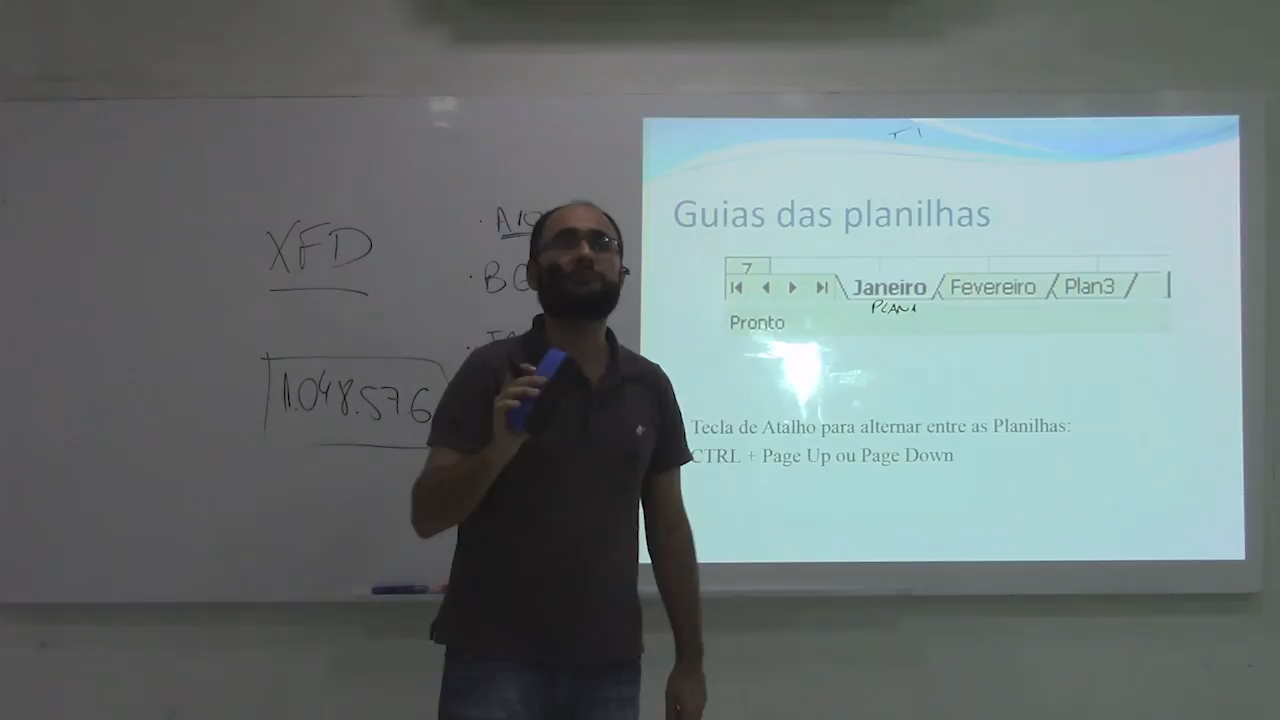 XFD
1.048.576
A10
Guias das planilhas
7
Janeiro Fevereiro Plan3
PLAN1
Pronto
Tecla de Atalho para alternar entre as Planilhas:
CTRL + Page Up ou Page Down